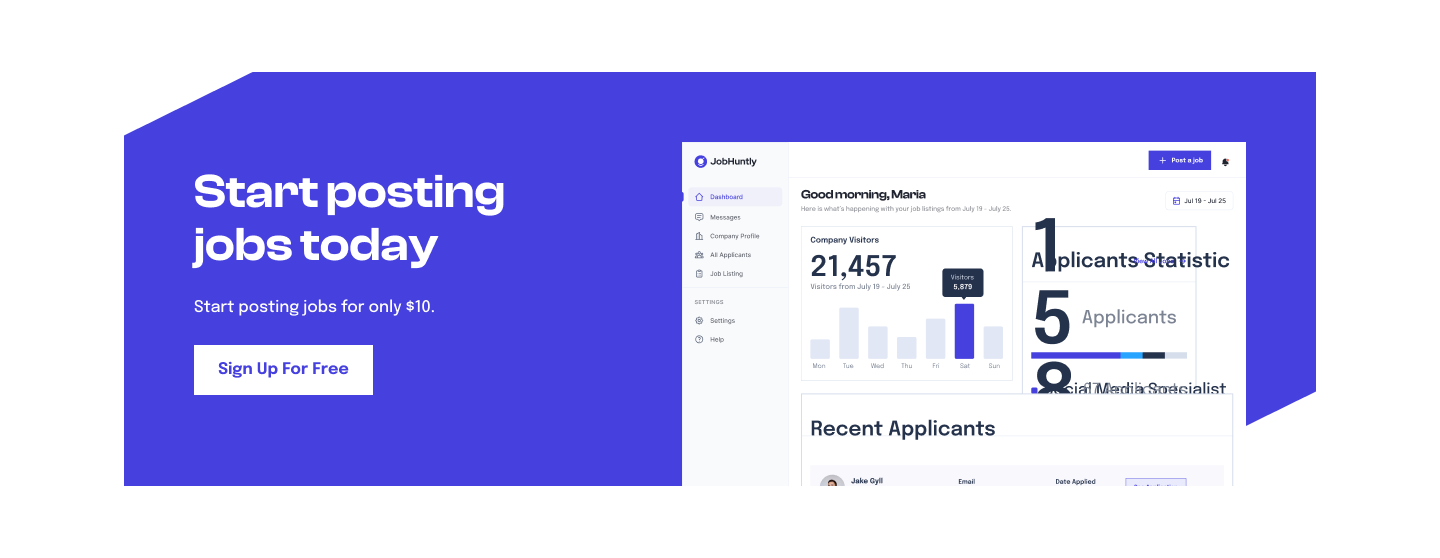 Start posting
jobs today
Start posting jobs for only $10.
Sign Up For Free
JobHuntly
Dashboard
Messages
Company Profile
All Applicants
Job Listing
SETTINGS
Settings
Help
Post a job
Good morning, Maria
Here is what's happening with your job listings from July 19 - July 25.
Jul 19 - Jul 25
Company Visitors
21,457
Visitors from July 19 - July 25
Visitors
5,879
Mon Tue Wed Thu Fri Sat Sun
1
Applicants Statistic
5
Applicants
8
Social Media Specialist
Applicants
Recent Applicants
Jake Gyll
Email
Date Applied